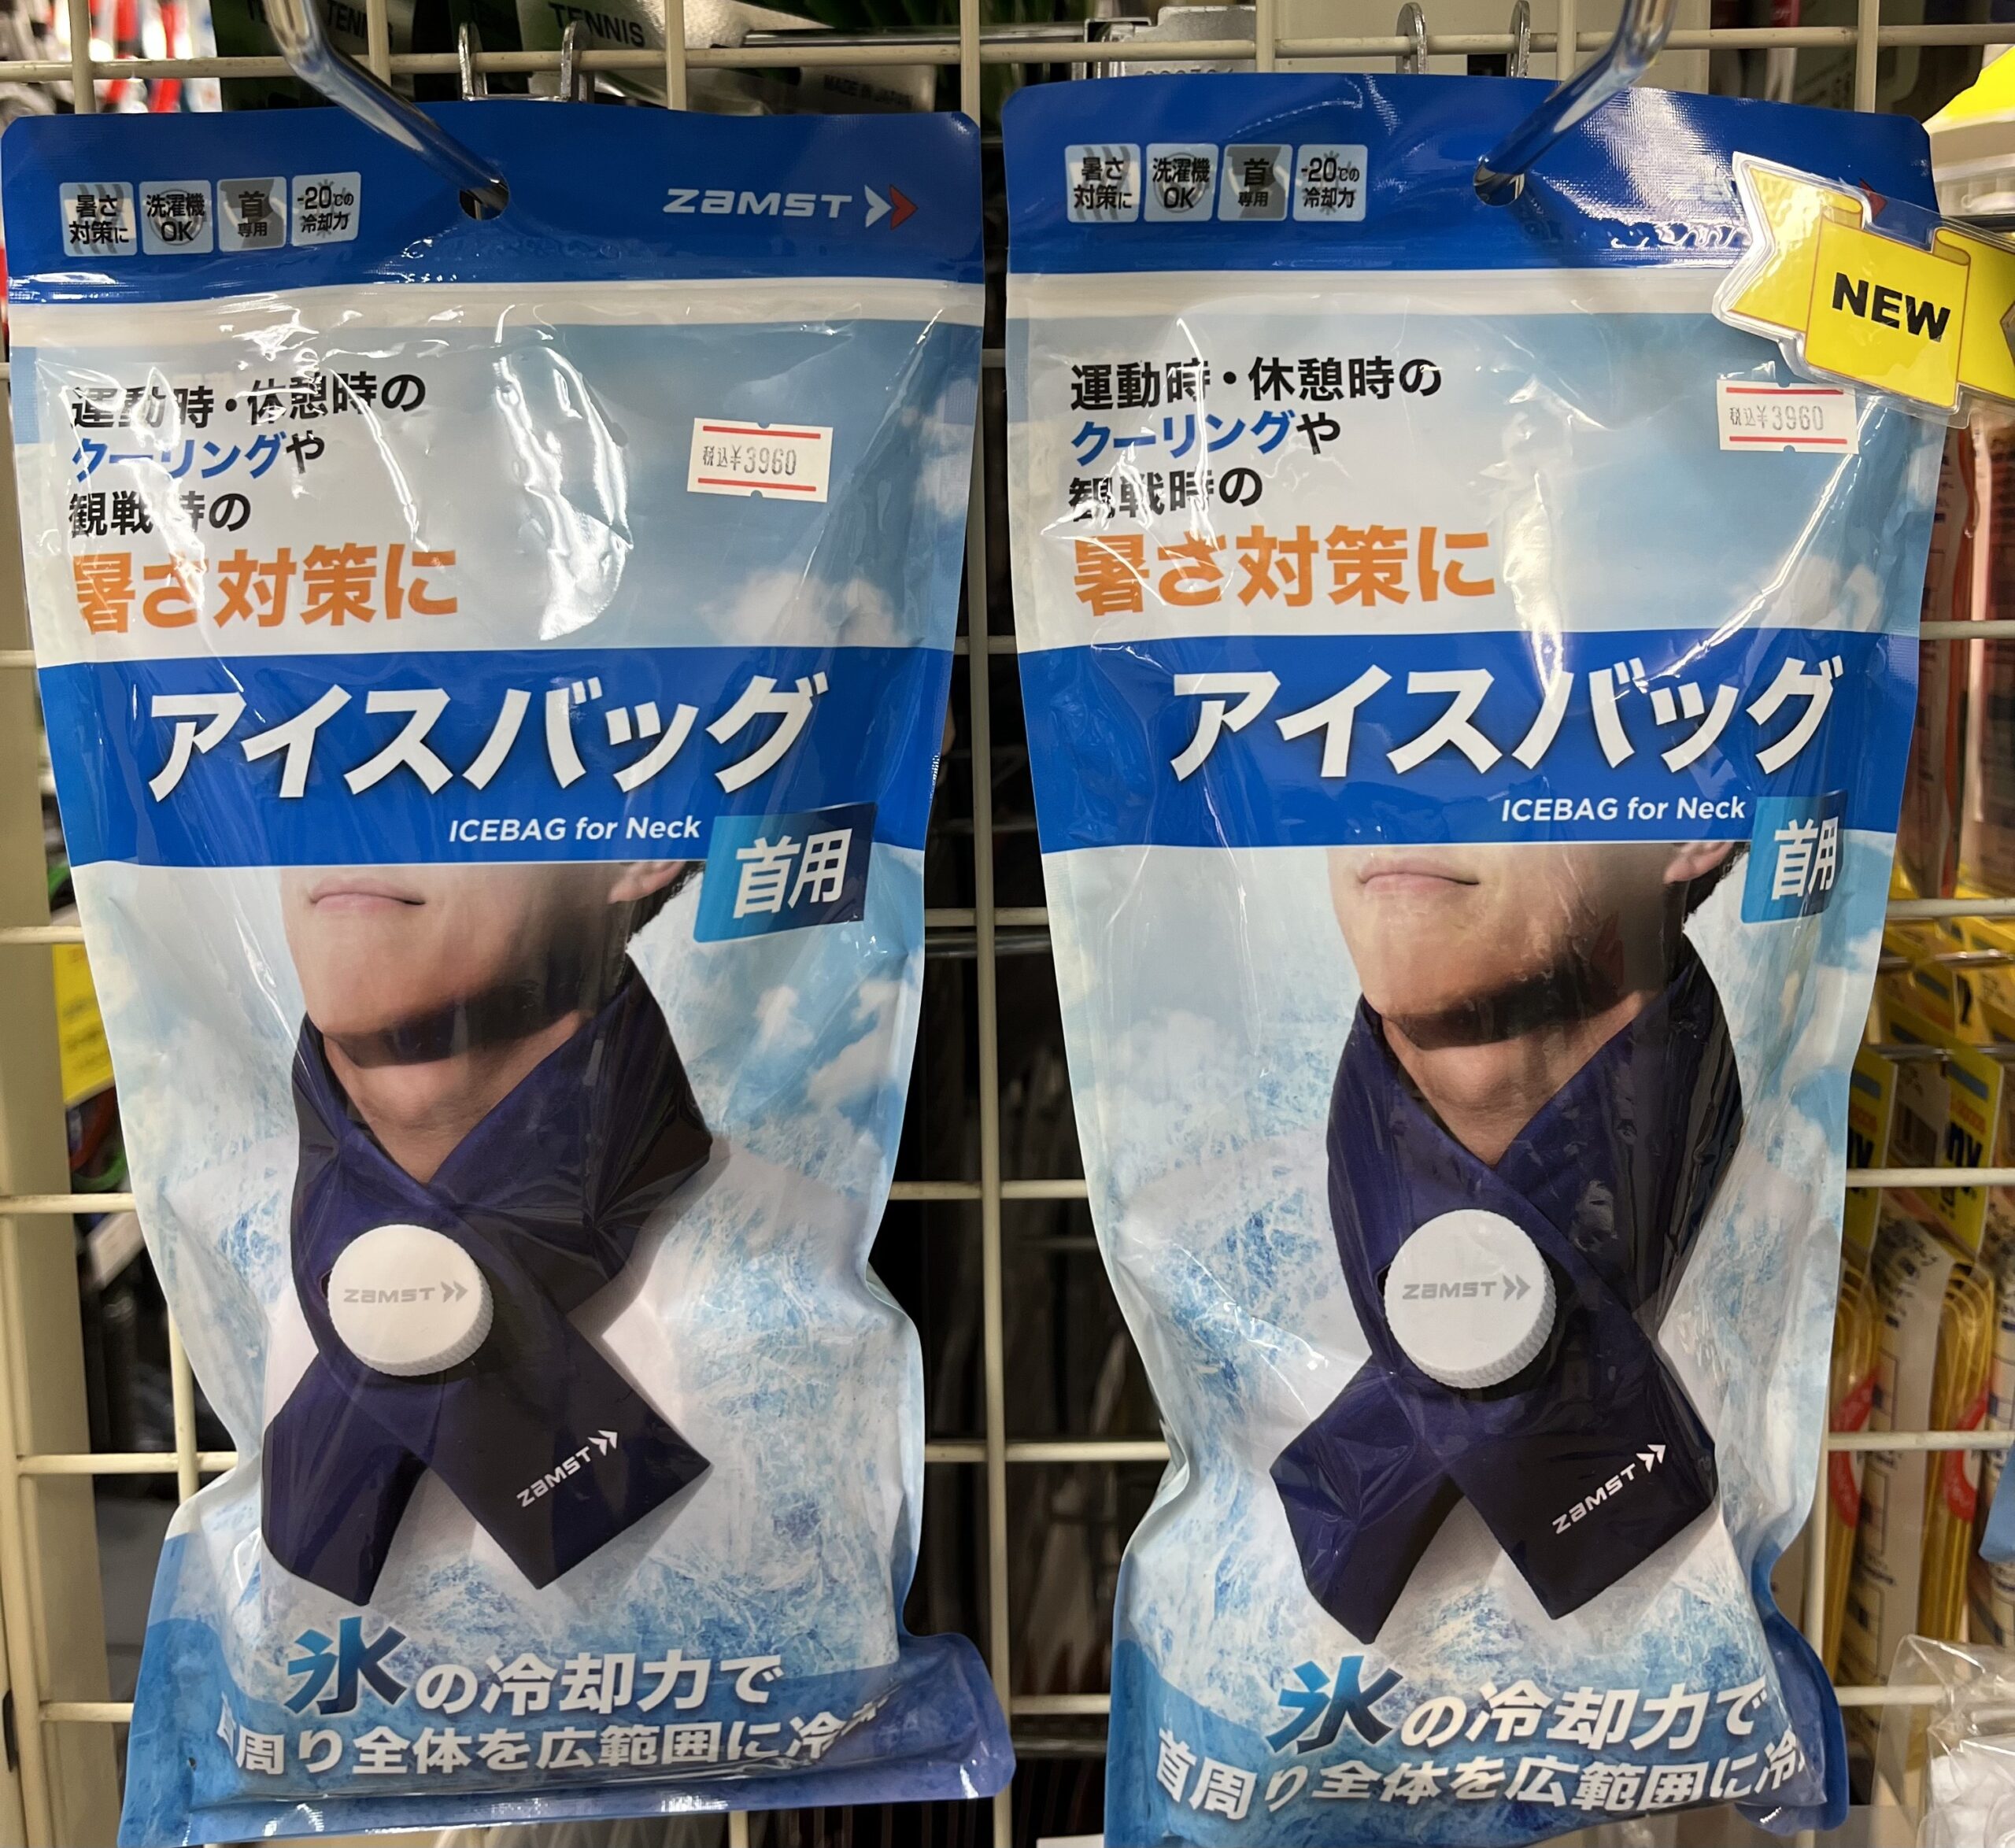 TENNIS
TENNIS
MADE IN JAPAN
暑さ
対策に
洗濯機
OK
首
専用
-20℃の
冷却力
ZAMST
運動時・休憩時の
クーリングや
観戦時の
暑さ対策に
税込¥3960
アイスバッグ
ICEBAG for Neck
首用
ZAMST
ZAMST
氷の冷却力で
周り全体を広範囲に冷
暑さ
対策に
洗濯機
OK
首
専用
-20℃の
冷却力
NEW
運動時・休憩時の
クーリングや
観戦時の
暑さ対策に
税込¥3960
アイスバッグ
ICEBAG for Neck
首用
ZAMST
ZAMST
氷の冷却力で
首周り全体を広範囲に冷